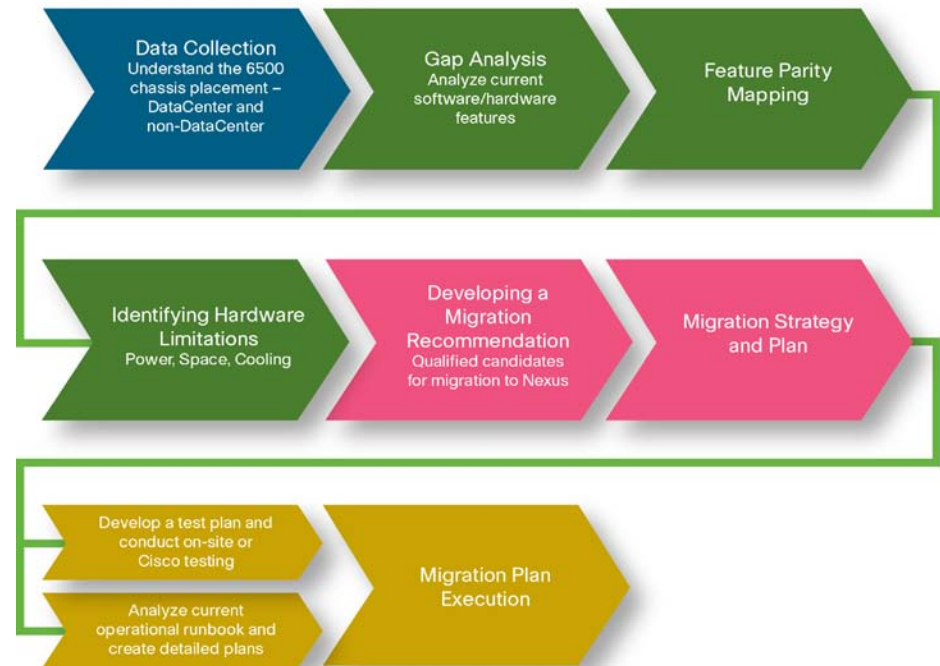 Data Collection
Understand the 6500
chassis placement –
DataCenter and
non-DataCenter
Gap Analysis
Analyze current
software/hardware
features
Feature Parity
Mapping
Identifying Hardware
Limitations
Power, Space, Cooling
Developing a
Migration
Recommendation
Qualified candidates
for migration to Nexus
Migration Strategy
and Plan
Develop a test plan and
conduct on-site or
Cisco testing
Analyze current
operational runbook and
create detailed plans
Migration Plan
Execution